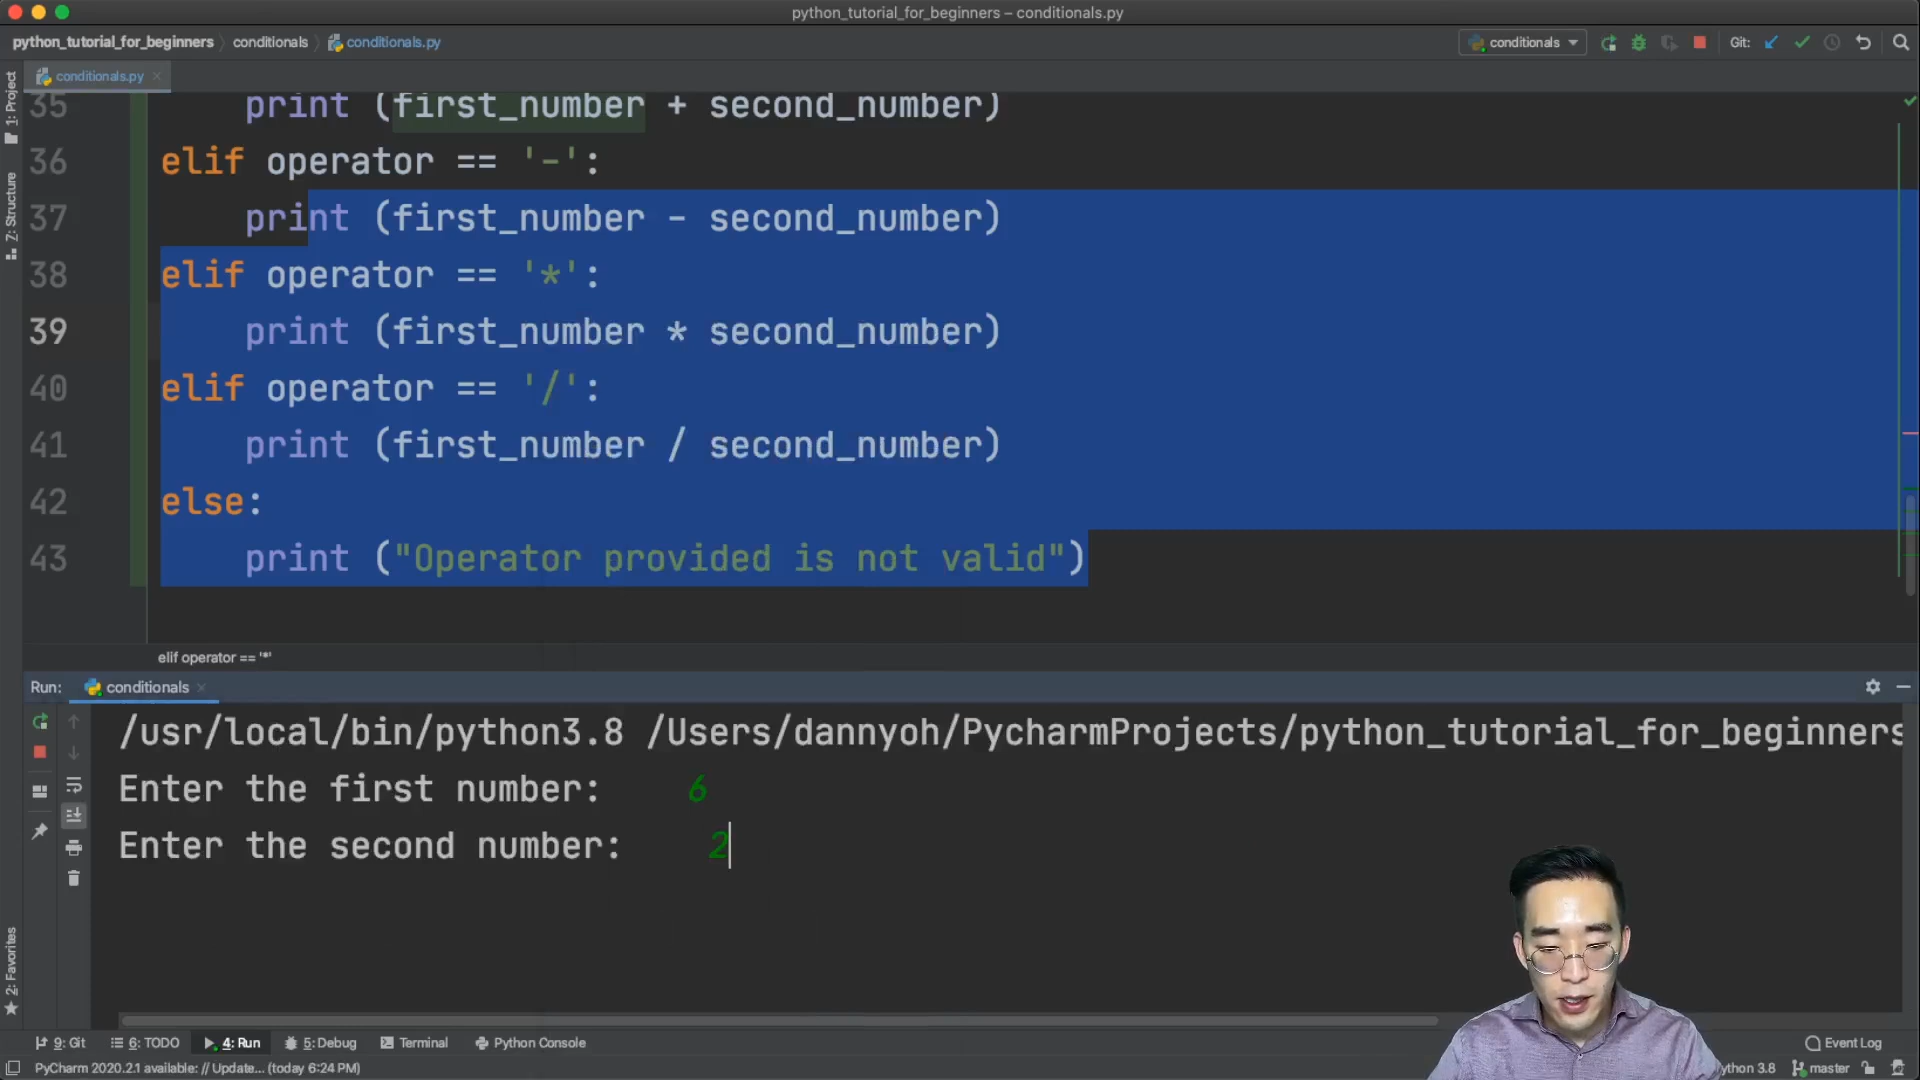 python_tutorial_for_beginners – conditionals.py
python_tutorial_for_beginners conditionals conditionals.py conditionals Git:
conditionals.py
1: Project
Z: Structure
2: Favorites
35 print (first_number + second_number)
36 elif operator == '-':
37 print (first_number - second_number)
38 elif operator == '*':
39 print (first_number * second_number)
40 elif operator == '/':
41 print (first_number / second_number)
42 else:
43 print ("Operator provided is not valid")
elif operator == '*'
Run: conditionals
/usr/local/bin/python3.8 /Users/dannyoh/PycharmProjects/python_tutorial_for_beginners
Enter the first number: 6
Enter the second number: 2
9: Git 6: TODO 4: Run 5: Debug Terminal Python Console Event Log
PyCharm 2020.2.1 available: // Update... (today 6:24 PM) ython 3.8 master